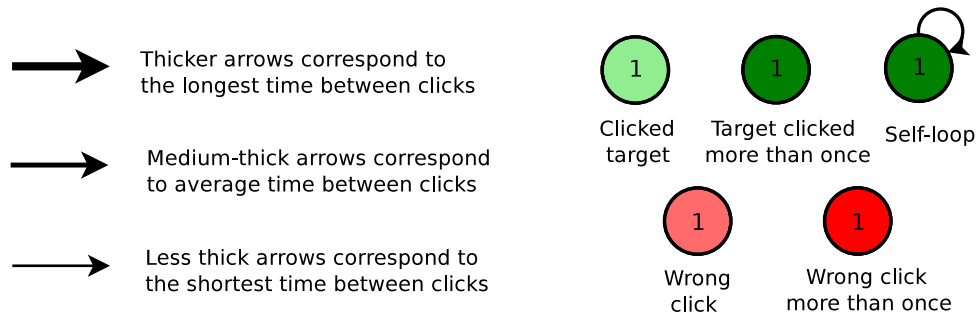 Thicker arrows correspond to
the longest time between clicks
Medium-thick arrows correspond
to average time between clicks
Less thick arrows correspond to
the shortest time between clicks
1
1
1
Clicked
target
Target clicked
more than once
Self-loop
1
1
Wrong
click
Wrong click
more than once